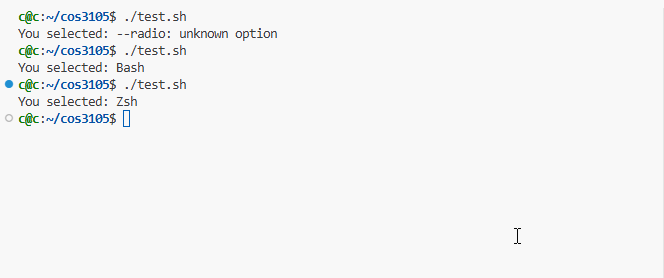 c@c:~/cos3105$ ./test.sh
You selected: --radio: unknown option
c@c:~/cos3105$ ./test.sh
You selected: Bash
c@c:~/cos3105$ ./test.sh
You selected: Zsh
c@c:~/cos3105$